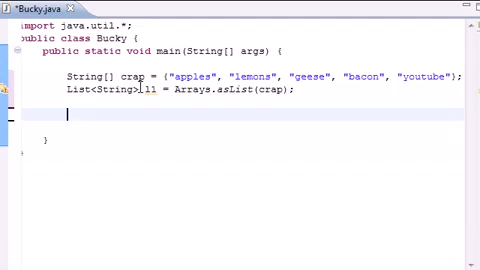 *Bucky.java
import java.util.*;
public class Bucky {
public static void main(String[] args) {
String[] crap = {"apples", "lemons", "geese", "bacon", "youtube"};
List<String> l1 = Arrays.asList(crap);
}
}